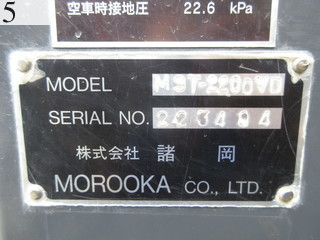 5
空車時接地圧 22.6 kPa
MODEL MST-2200VD
SERIAL NO. 223484
株式会社 諸岡
MOROOKA CO., LTD.